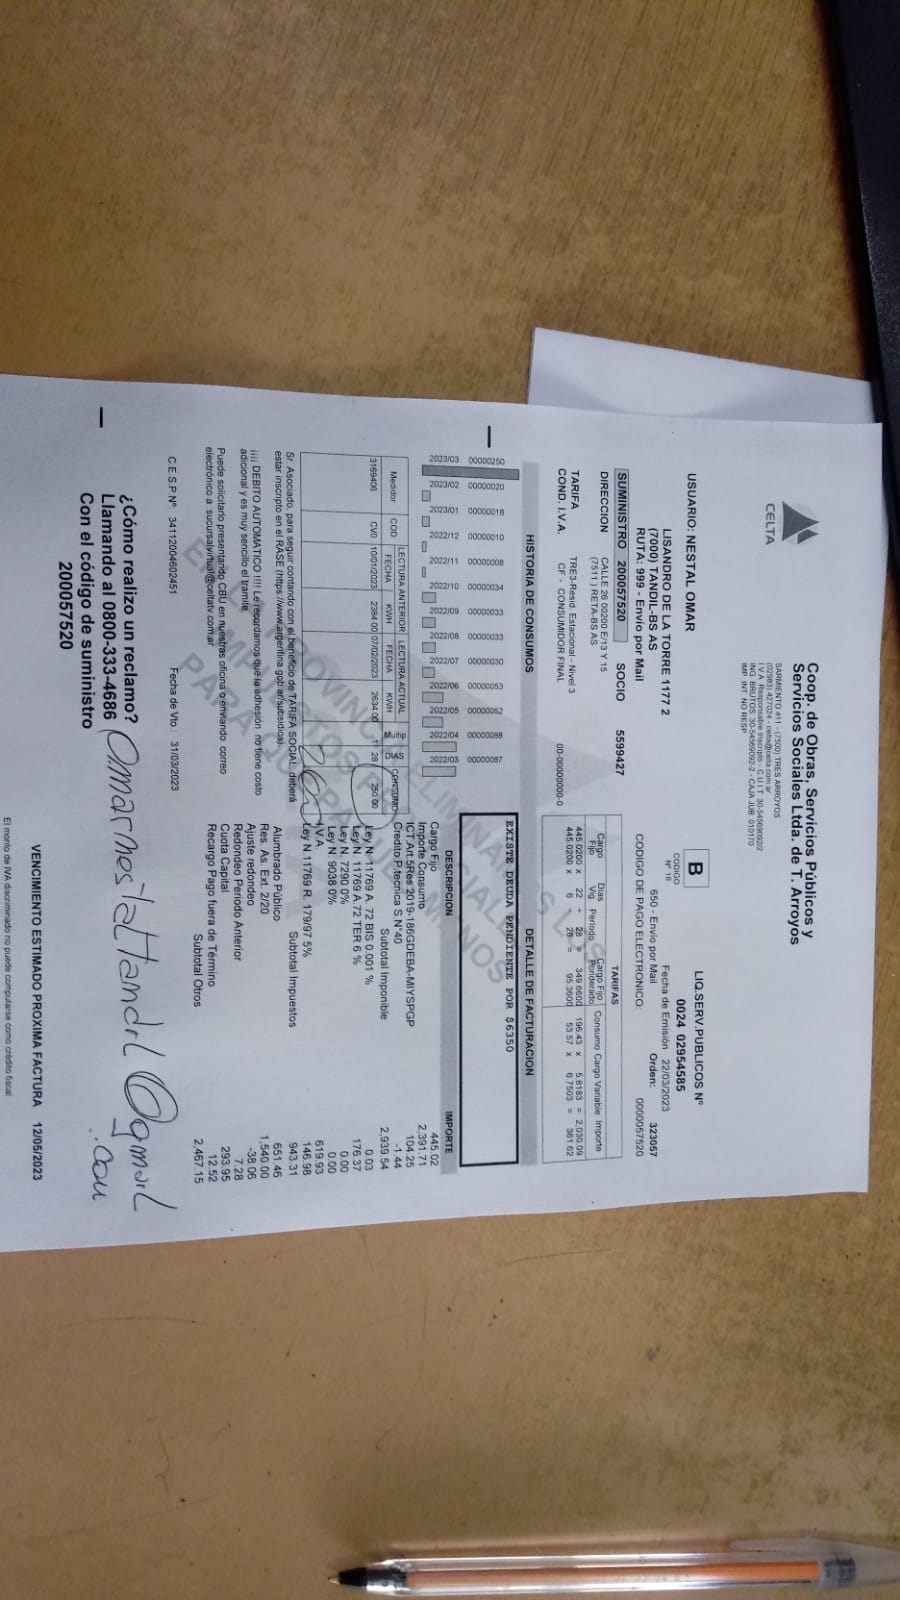 CELTA
Coop. de Obras, Servicios Públicos y
Servicios Sociales Ltda. de T. Arroyos
SARMIENTO 411 - (7500) TRES ARROYOS
(02983) 427024 - celta@celta.com.ar
I.V.A. Responsable Inscripto - C U I T 30-54569092/2
ING. BRUTOS 30-54569092-2 - CAJA JUB 010170
IMP. INT NO RESP
USUARIO: NESTAL OMAR
LISANDRO DE LA TORRE 1177 2
(7000) TANDIL-BS AS
RUTA: 999 - Envío por Mail
B
CODIGO
Nº 18
LIQ.SERV.PUBLICOS Nº
0024 02954585
Fecha de Emisión 22/03/2023
650 - Envio por Mail Orden: 323057
CODIGO DE PAGO ELECTRONICO: 0000057520
SUMINISTRO 200057520 SOCIO 5599427
DIRECCION CALLE 26 00200 E/13 Y 15
(7511.) RETA-BS AS
TARIFA TRE3-Resid. Estacional - Nivel 3
COND. I.V.A. CF - CONSUMIDOR FINAL 00-00000000-0
TARIFAS
Cargo Fijo Dias Vig Periodo Cargo Fijo Ponderado Consumo Cargo Variable Importe
445.0200 x 22 ÷ 28 = 349.6600 196.43 x 5.8183 = 2,030.09
445.0200 x 6 ÷ 28 = 95.3600 53.57 x 6.7503 = 361.62
HISTORIA DE CONSUMOS
2023/03 00000250
2023/02 00000020
2023/01 00000016
2022/12 00000010
2022/11 00000008
2022/10 00000034
2022/09 00000033
2022/08 00000033
2022/07 00000030
2022/06 00000053
2022/05 00000052
2022/04 00000088
2022/03 00000087
Medidor COD LECTURA ANTERIOR LECTURA ACTUAL Multip. DIAS CONSUMO
FECHA KWH FECHA KWH
3169406 CV0 10/01/2023 2384.00 07/02/2023 2634.00 1 28 250.00
260
DETALLE DE FACTURACION
EXISTE DEUDA PENDIENTE POR $6350
DESCRIPCION IMPORTE
Cargo Fijo 445.02
Importe Consumo 2,391.71
ICT.Art.5Res 2019-186GDEBA-MIYSPGP 104.25
Credito P.tecnica S.N°40 -1.44
Subtotal Imponible 2,939.54
Ley N. 11769 A. 72 BIS 0.001 % 0.03
Ley N. 11769 A.72 TER 6 % 176.37
Ley N. 7290 0% 0.00
Ley N. 9038 0% 0.00
I.V.A. 619.93
Ley N.11769 R. 179/97 5% 146.98
Subtotal Impuestos 943.31
Alumbrado Público 651.46
Res. As. Ext. 2/20 1,540.00
Ajuste redondeo -38.06
Redondeo Periodo Anterior 7.28
Cuota Capital 293.95
Recargo Pago fuera de Término 12.52
Subtotal Otros 2,467.15
Sr. Asociado, para seguir contando con el beneficio de TARIFA SOCIAL, deberá
estar inscripto en el RASE (https://www.argentina.gob.ar/subsidios).
¡¡¡¡ DEBITO AUTOMATICO !!!! Le recordamos que la adhesión no tiene costo
adicional y es muy sencillo el tramite.
Puede solicitarlo presentando CBU en nuestras oficina o enviando correo
electrónico a sucursalvirtual@celtatv.com.ar
EN LA PROVINCIA ELIMINAMOS LOS
IMPUESTOS PROVINCIALES
PARA QUE PAGUES MENOS
C.E.S.P.Nº 34112004602451 Fecha de Vto.: 31/03/2023
¿Cómo realizo un reclamo?
Llamando al 0800-333-4686
Con el código de suministro
200057520
omarnestaltandil@gmail
.com
VENCIMIENTO ESTIMADO PROXIMA FACTURA 12/05/2023
El monto de IVA discriminado no puede computarse como crédito fiscal